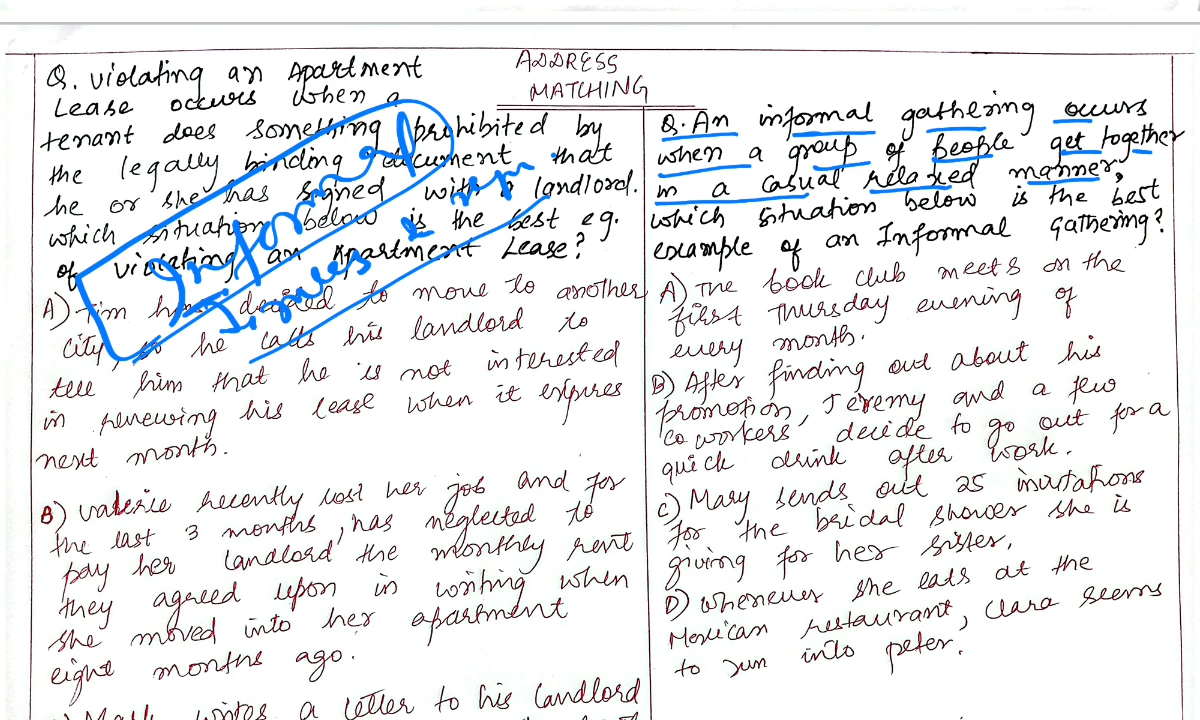 ADDRESS
MATCHING
Q. violating an Apartment
Lease occurs when a
tenant does something prohibited by
the legally binding document that
he or she has signed with a landlord.
which situation below is the best eg.
of violating an Apartment Lease?
A) Tim has decided to move to another
city, so he calls his landlord to
tell him that he is not interested
in renewing his lease when it expires
next month.
B) Valerie recently lost her job and for
the last 3 months, has neglected to
pay her landlord the monthly rent
they agreed upon in writing when
she moved into her apartment
eight months ago.
writes a letter to his landlord
Informal
Q. An informal gathering occurs
when a group of people get together
in a casual relaxed manner,
which situation below is the best
example of an Informal Gathering?
A) The book club meets on the
first Thursday evening of
every month.
B) After finding out about his
promotion, Jeremy and a few
co workers decide to go out for a
quick drink after work.
C) Mary sends out 25 invitations
for the bridal shower she is
giving for her sister.
D) whenever she eats at the
Mexican restaurant, Clara seems
to run into peter.